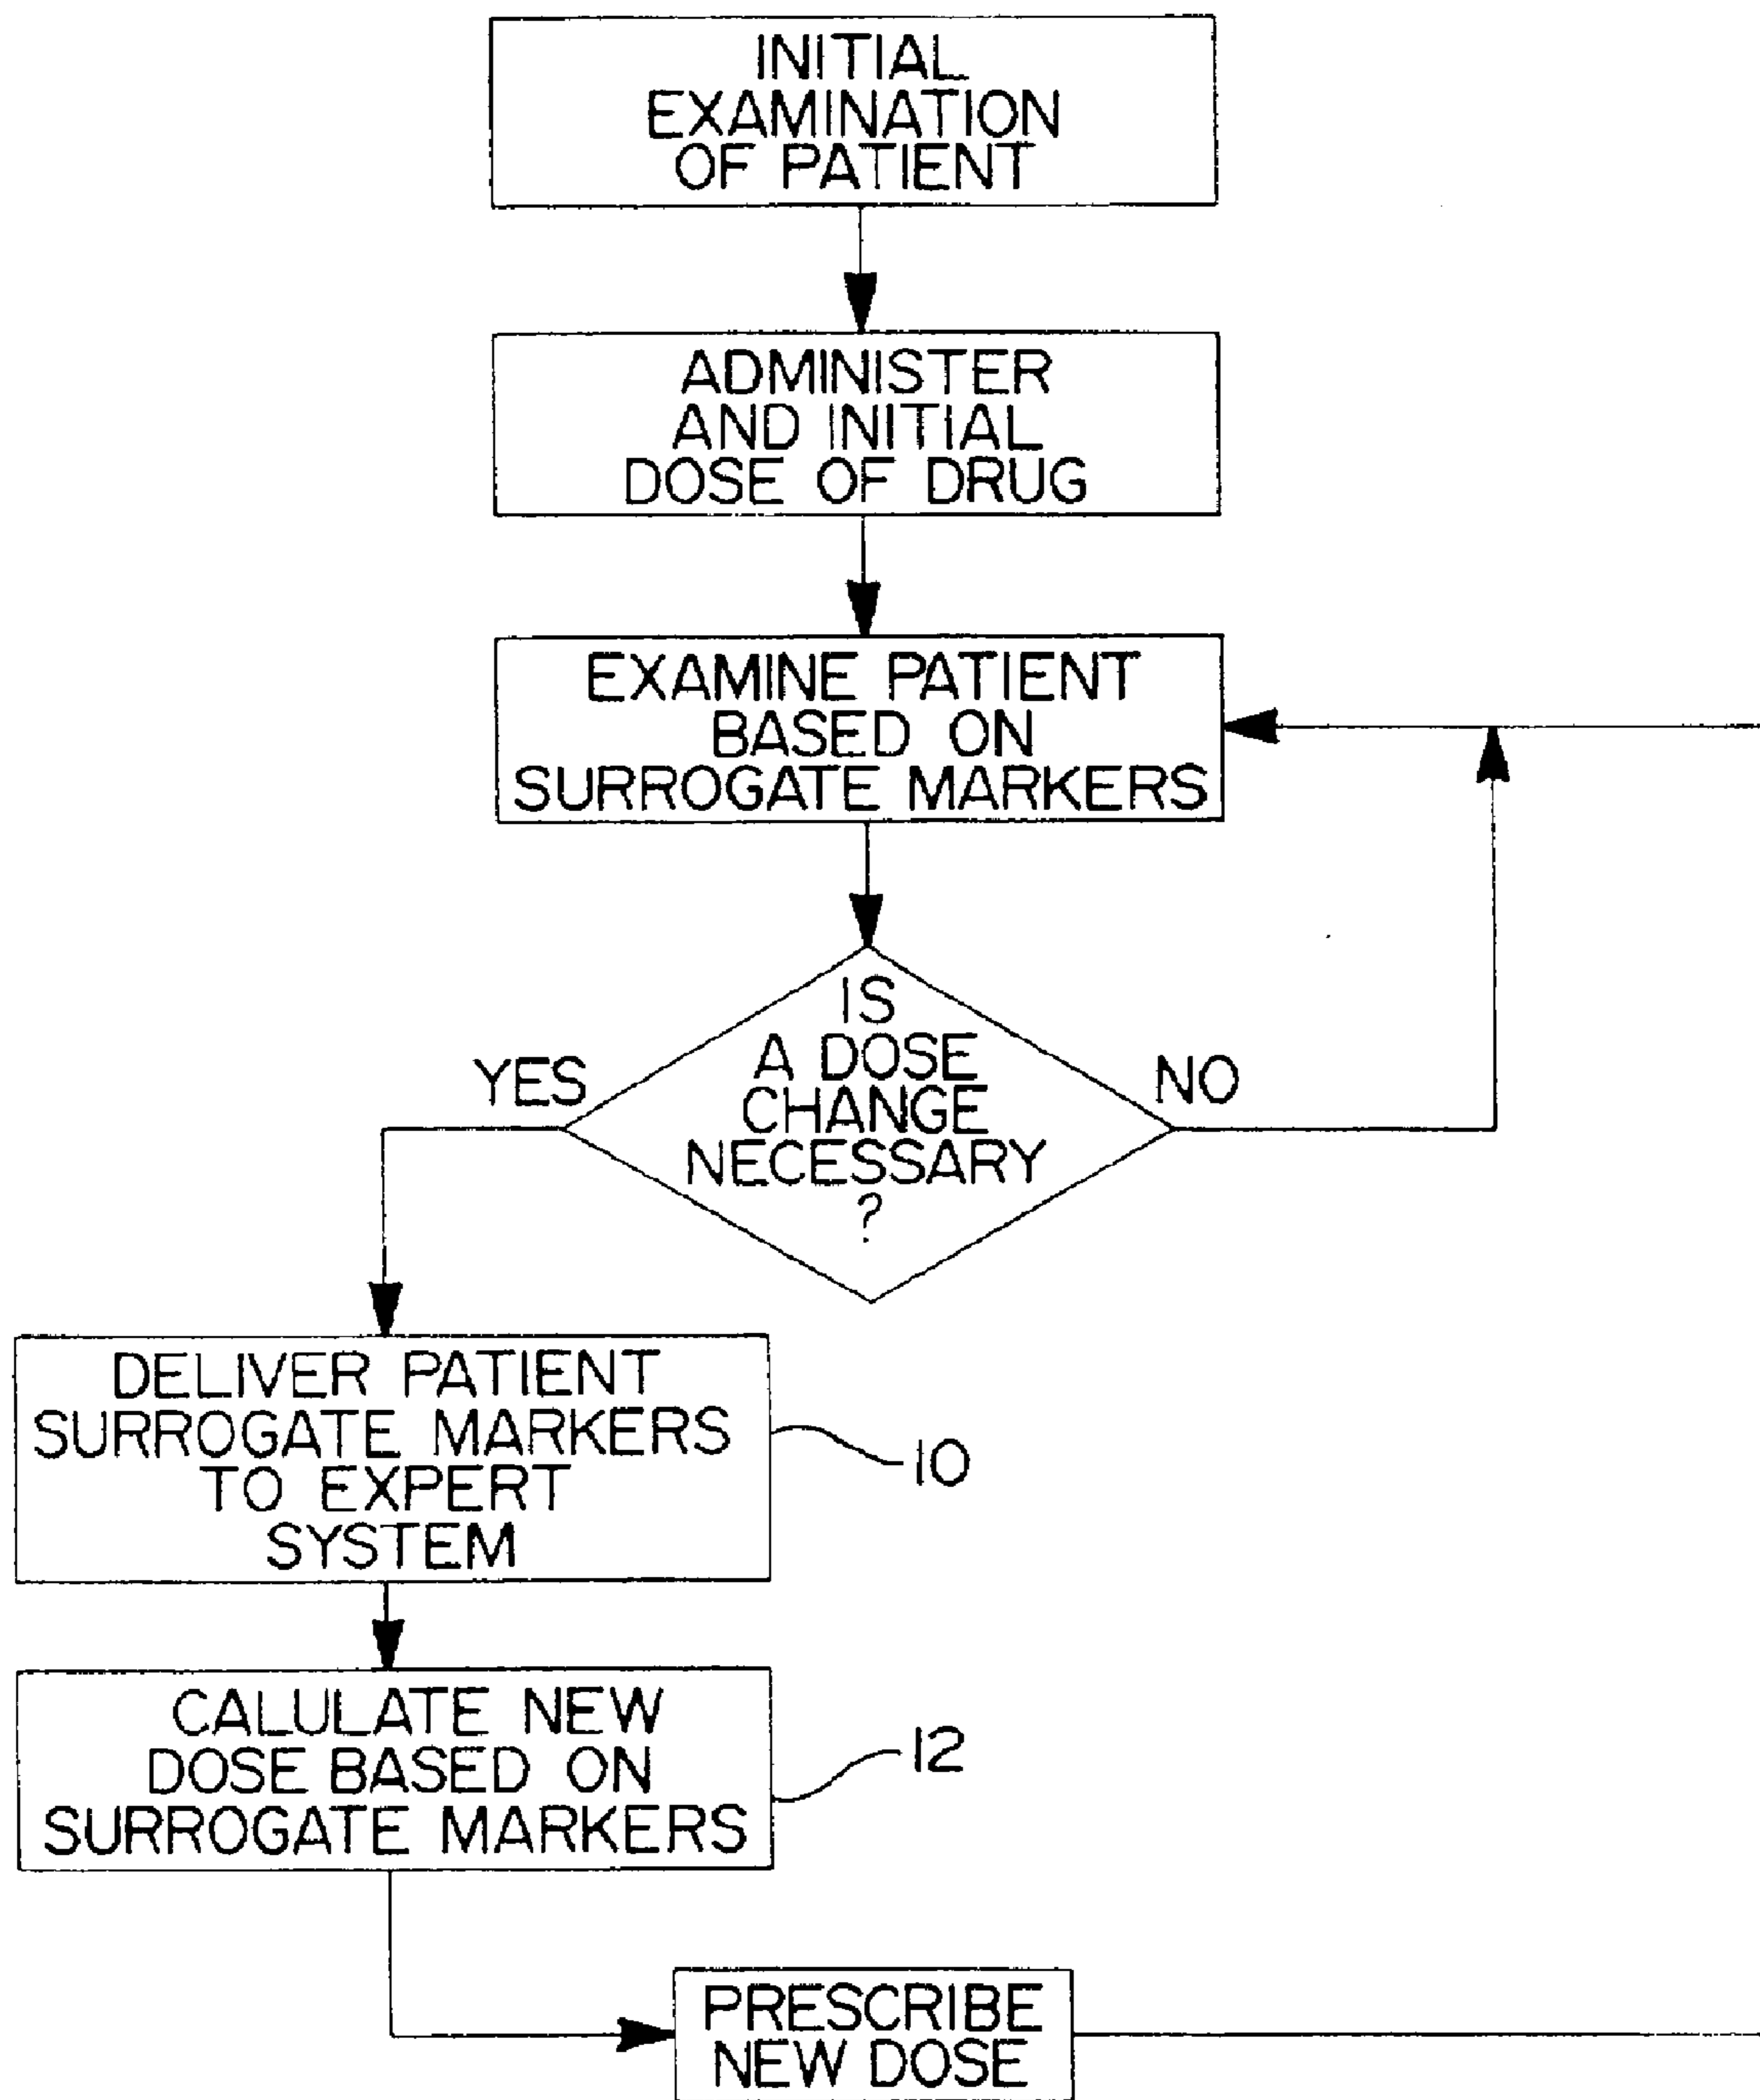 INITIAL
EXAMINATION
OF PATIENT
ADMINISTER
AND INITIAL
DOSE OF DRUG
EXAMINE PATIENT
BASED ON
SURROGATE MARKERS
IS
A DOSE
CHANGE
NECESSARY
?
YES
NO
DELIVER PATIENT
SURROGATE MARKERS
TO EXPERT
SYSTEM
10
CALULATE NEW
DOSE BASED ON
SURROGATE MARKERS
12
PRESCRIBE
NEW DOSE